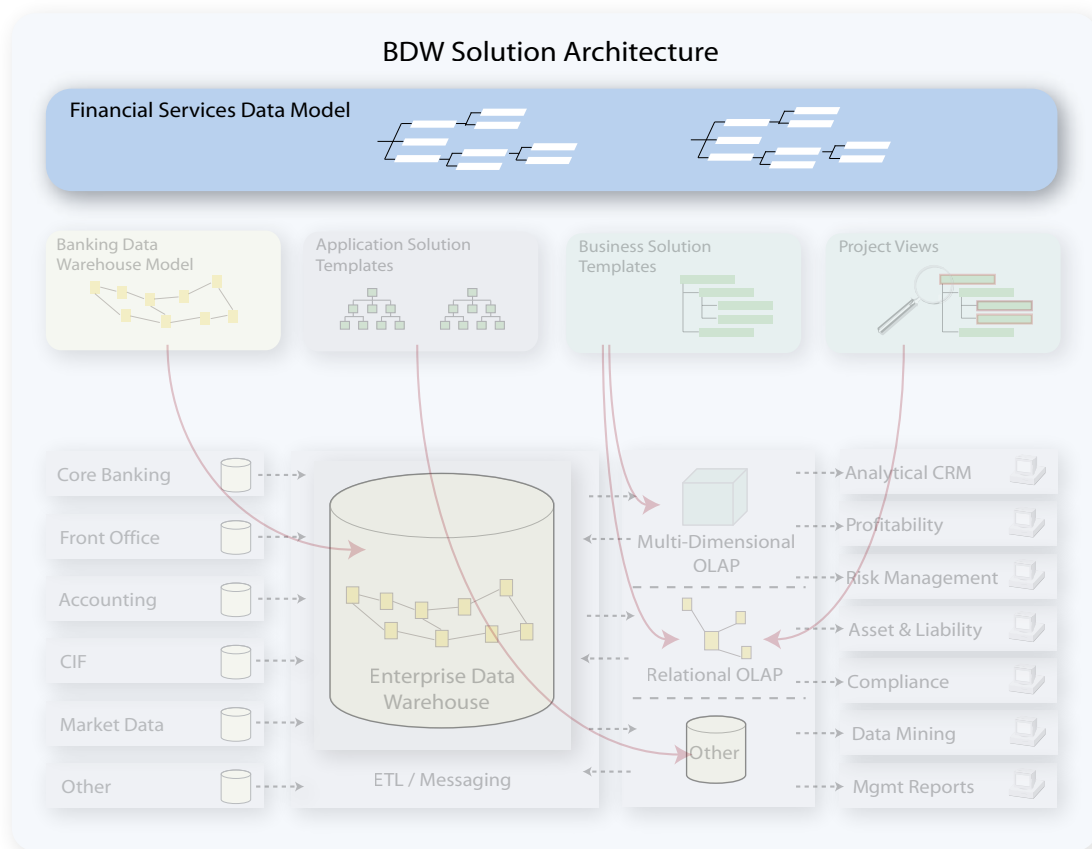 BDW Solution Architecture
Financial Services Data Model
Banking Data
Warehouse Model
Application Solution
Templates
Business Solution
Templates
Project Views
Core Banking
Front Office
Accounting
CIF
Market Data
Other
Enterprise Data
Warehouse
ETL / Messaging
Multi-Dimensional
OLAP
Relational OLAP
Other
Analytical CRM
Profitability
Risk Management
Asset & Liability
Compliance
Data Mining
Mgmt Reports